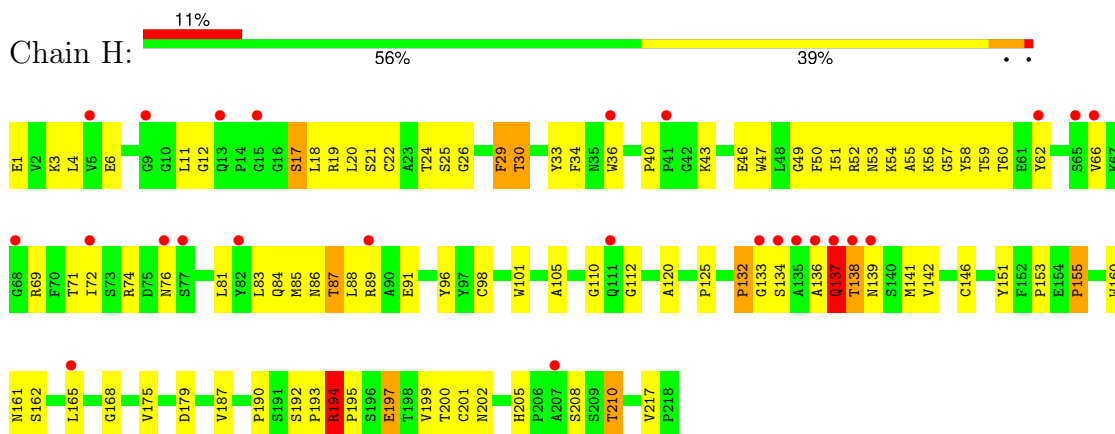 11%
Chain H:
56% 39% • •
E1 V2 K3 L4 V5 E6 G9 G10 L11 G12 Q13 P14 G15 G16 S17 L18 R19 L20 S21 C22 A23 T24 S25 G26 F29 T30 Y33 F34 N35 W36 P40 P41 G42 K43 E46 W47 L48 G49 F50 I51 R52 N53 K54 A55 K56 G57 Y58 T59 T60 E61 Y62 S65 V66 K67
G68 R69 F70 T71 I72 S73 R74 D75 N76 S77 L81 Y82 L83 Q84 M85 N86 T87 L88 R89 A90 E91 Y96 Y97 C98 W101 A105 G110 Q111 G112 A120 P125 P132 G133 S134 A135 A136 Q137 T138 N139 S140 M141 V142 C146 Y151 F152 P153 E154 P155 W160
N161 S162 L165 G168 V175 D179 V187 P190 S191 S192 P193 R194 P195 S196 E197 T198 V199 T200 C201 N202 H205 P206 A207 S208 S209 T210 V217 P218